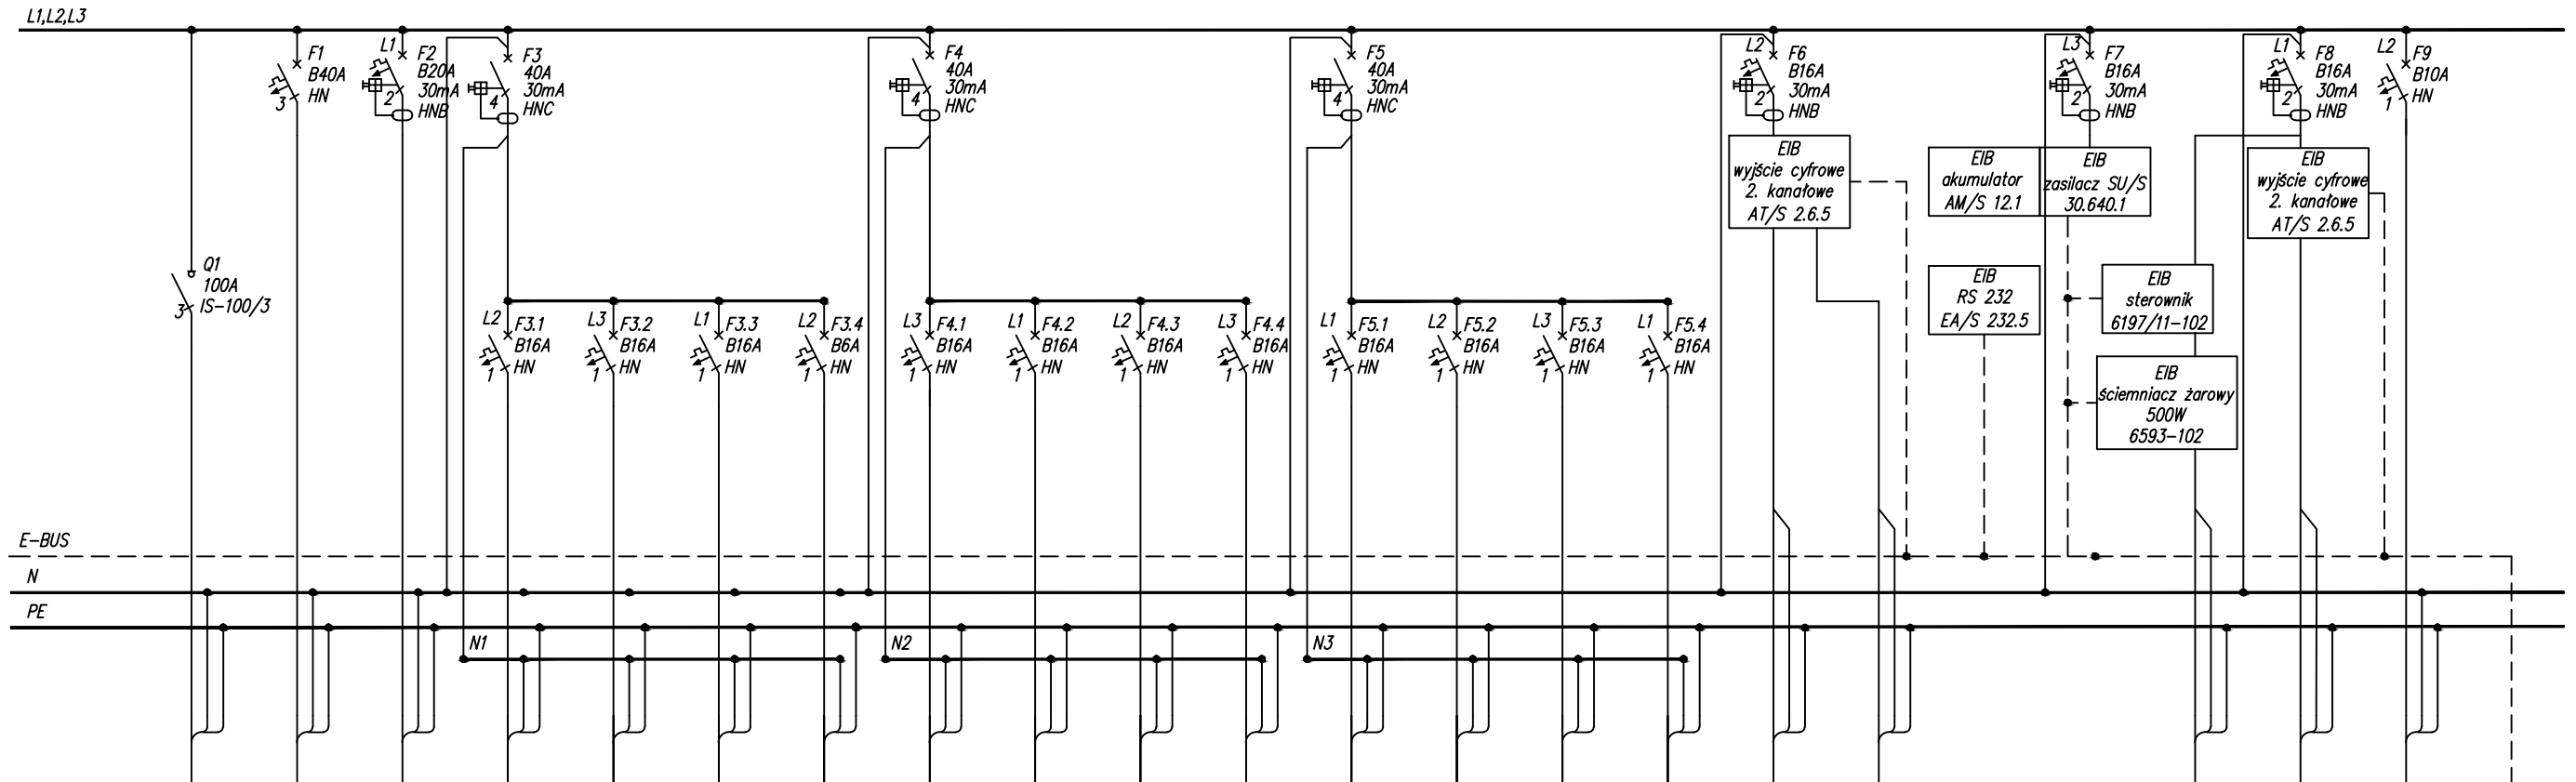 L1,L2,L3
F1
B40A
HN
3
L1
F2
B20A
30mA
HNB
2
F3
40A
30mA
HNC
4
F4
40A
30mA
HNC
4
F5
40A
30mA
HNC
4
L2
F6
B16A
30mA
HNB
2
L3
F7
B16A
30mA
HNB
2
L1
F8
B16A
30mA
HNB
2
L2
F9
B10A
HN
1
EIB
wyjście cyfrowe
2. kanałowe
AT/S 2.6.5
EIB
akumulator
AM/S 12.1
EIB
zasilacz SU/S
30.640.1
EIB
wyjście cyfrowe
2. kanałowe
AT/S 2.6.5
Q1
100A
IS-100/3
3
EIB
RS 232
EA/S 232.5
EIB
sterownik
6197/11-102
EIB
ściemniacz żarowy
500W
6593-102
L2
F3.1
B16A
HN
1
L3
F3.2
B16A
HN
1
L1
F3.3
B16A
HN
1
L2
F3.4
B6A
HN
1
L3
F4.1
B16A
HN
1
L1
F4.2
B16A
HN
1
L2
F4.3
B16A
HN
1
L3
F4.4
B16A
HN
1
L1
F5.1
B16A
HN
1
L2
F5.2
B16A
HN
1
L3
F5.3
B16A
HN
1
L1
F5.4
B16A
HN
1
E-BUS
N
PE
N1
N2
N3